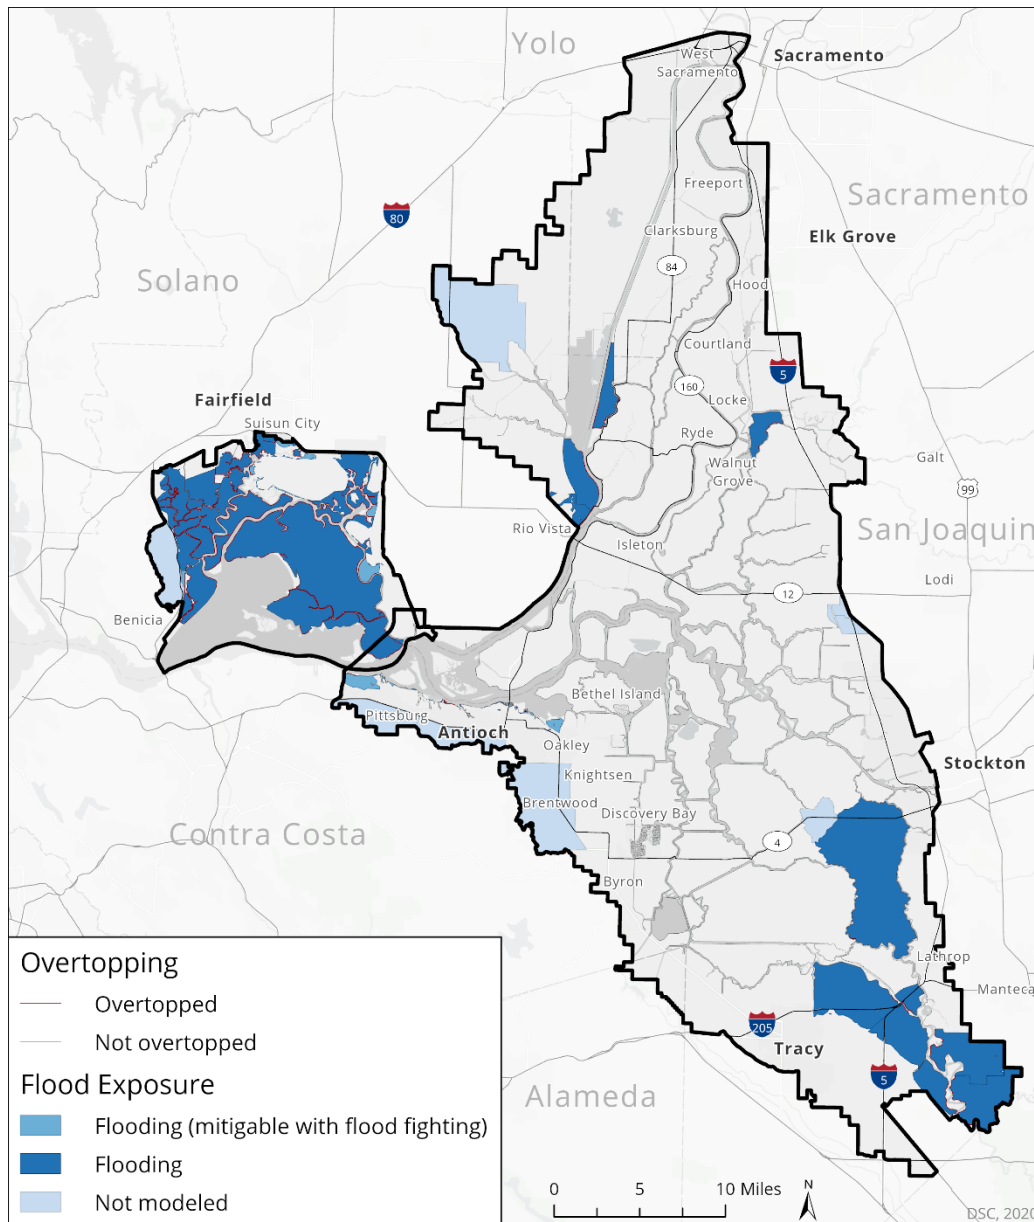 Yolo
West
Sacramento
Sacramento
Freeport
Sacramento
80
Clarksburg
Elk Grove
84
Solano
Hood
Courtland
5
160
Fairfield
Locke
Suisun City
Ryde
Galt
Walnut
Grove
99
Rio Vista
San Joaquin
Isleton
Lodi
12
Benicia
Bethel Island
Pittsburg
Antioch
Oakley
Stockton
Knightsen
Brentwood
Discovery Bay
Contra Costa
4
Byron
Lathrop
Manteca
205
Tracy
5
Alameda
Overtopping
Overtopped
Not overtopped
Flood Exposure
Flooding (mitigable with flood fighting)
Flooding
Not modeled
0 5 10 Miles
N